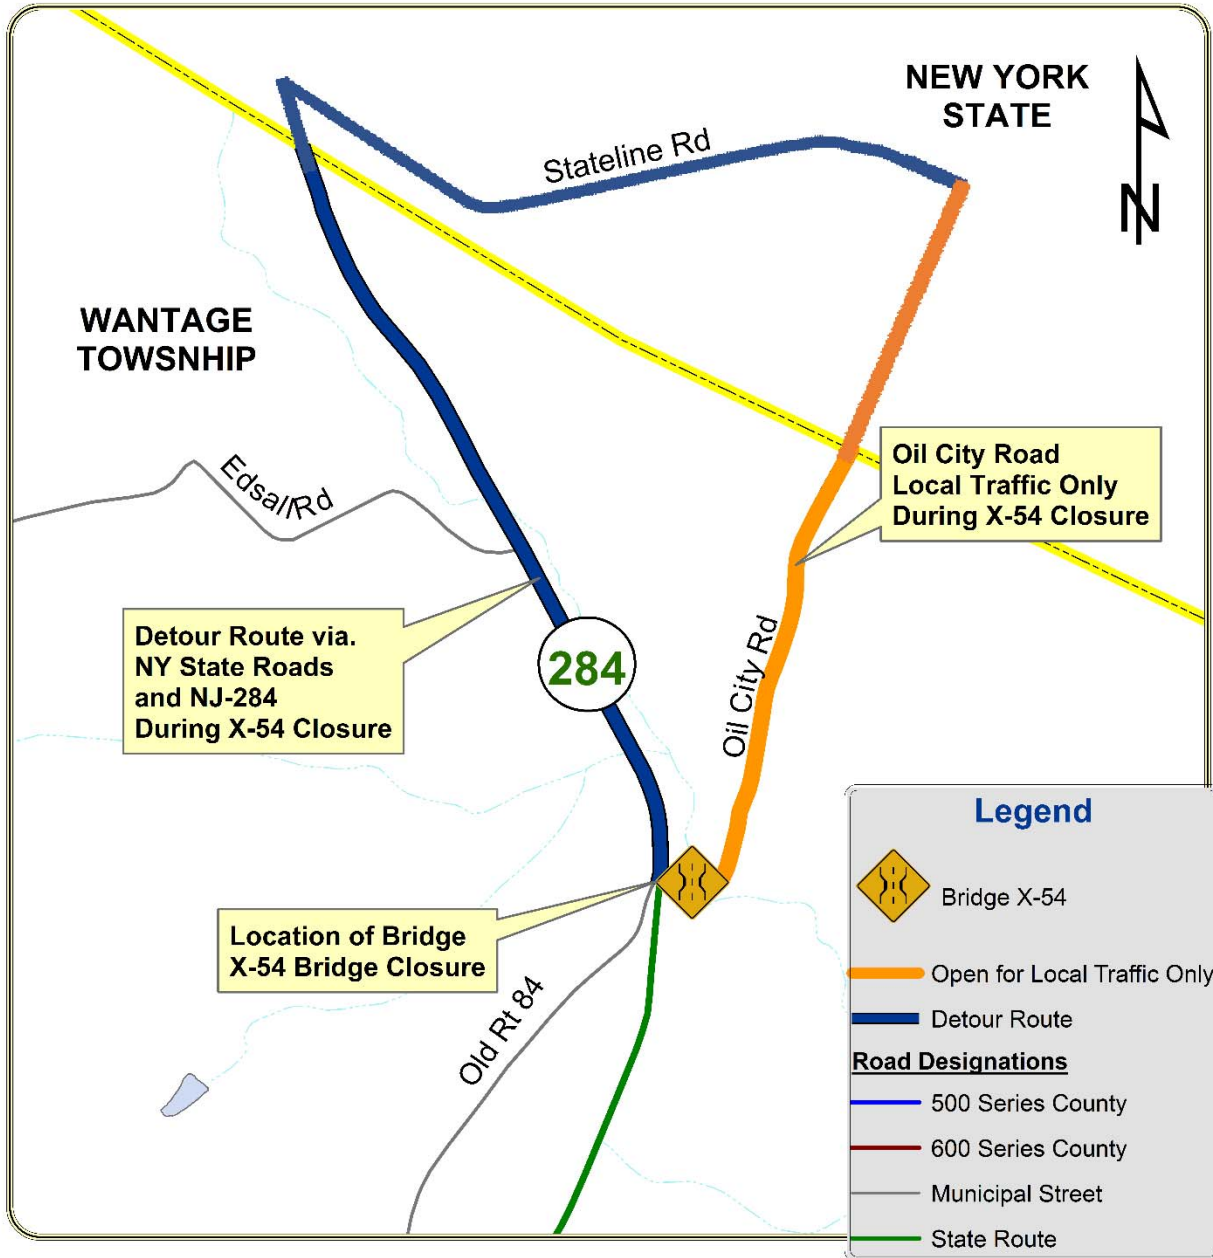 NEW YORK
STATE
N
Stateline Rd
WANTAGE
TOWSNHIP
Edsall Rd
Oil City Road
Local Traffic Only
During X-54 Closure
Detour Route via.
NY State Roads
and NJ-284
During X-54 Closure
284
Oil City Rd
Location of Bridge
X-54 Bridge Closure
Old Rt 84
Legend
Bridge X-54
Open for Local Traffic Only
Detour Route
Road Designations
500 Series County
600 Series County
Municipal Street
State Route